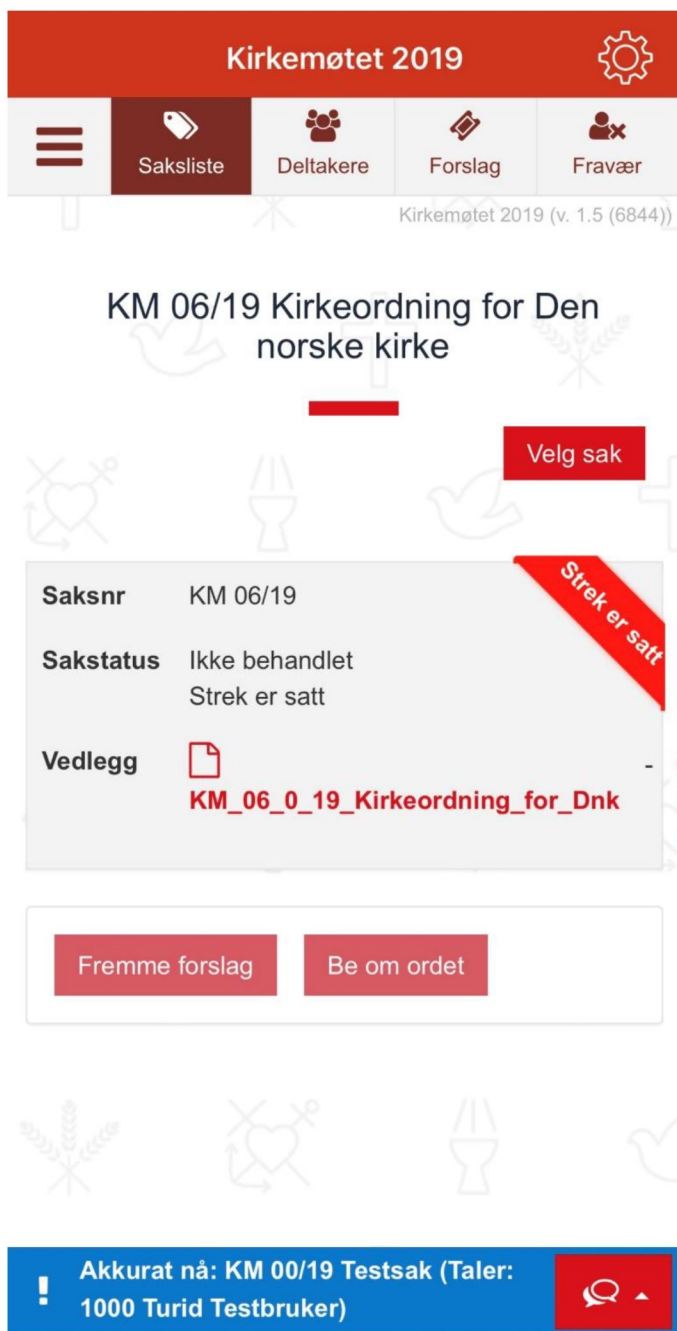 Kirkemøtet 2019
Saksliste
Deltakere
Forslag
Fravær
Kirkemøtet 2019 (v. 1.5 (6844))
KM 06/19 Kirkeordning for Den
norske kirke
Velg sak
Strek er satt
Saksnr KM 06/19
Sakstatus Ikke behandlet
Strek er satt
Vedlegg -
KM_06_0_19_Kirkeordning_for_Dnk
Fremme forslag
Be om ordet
! Akkurat nå: KM 00/19 Testsak (Taler:
1000 Turid Testbruker)